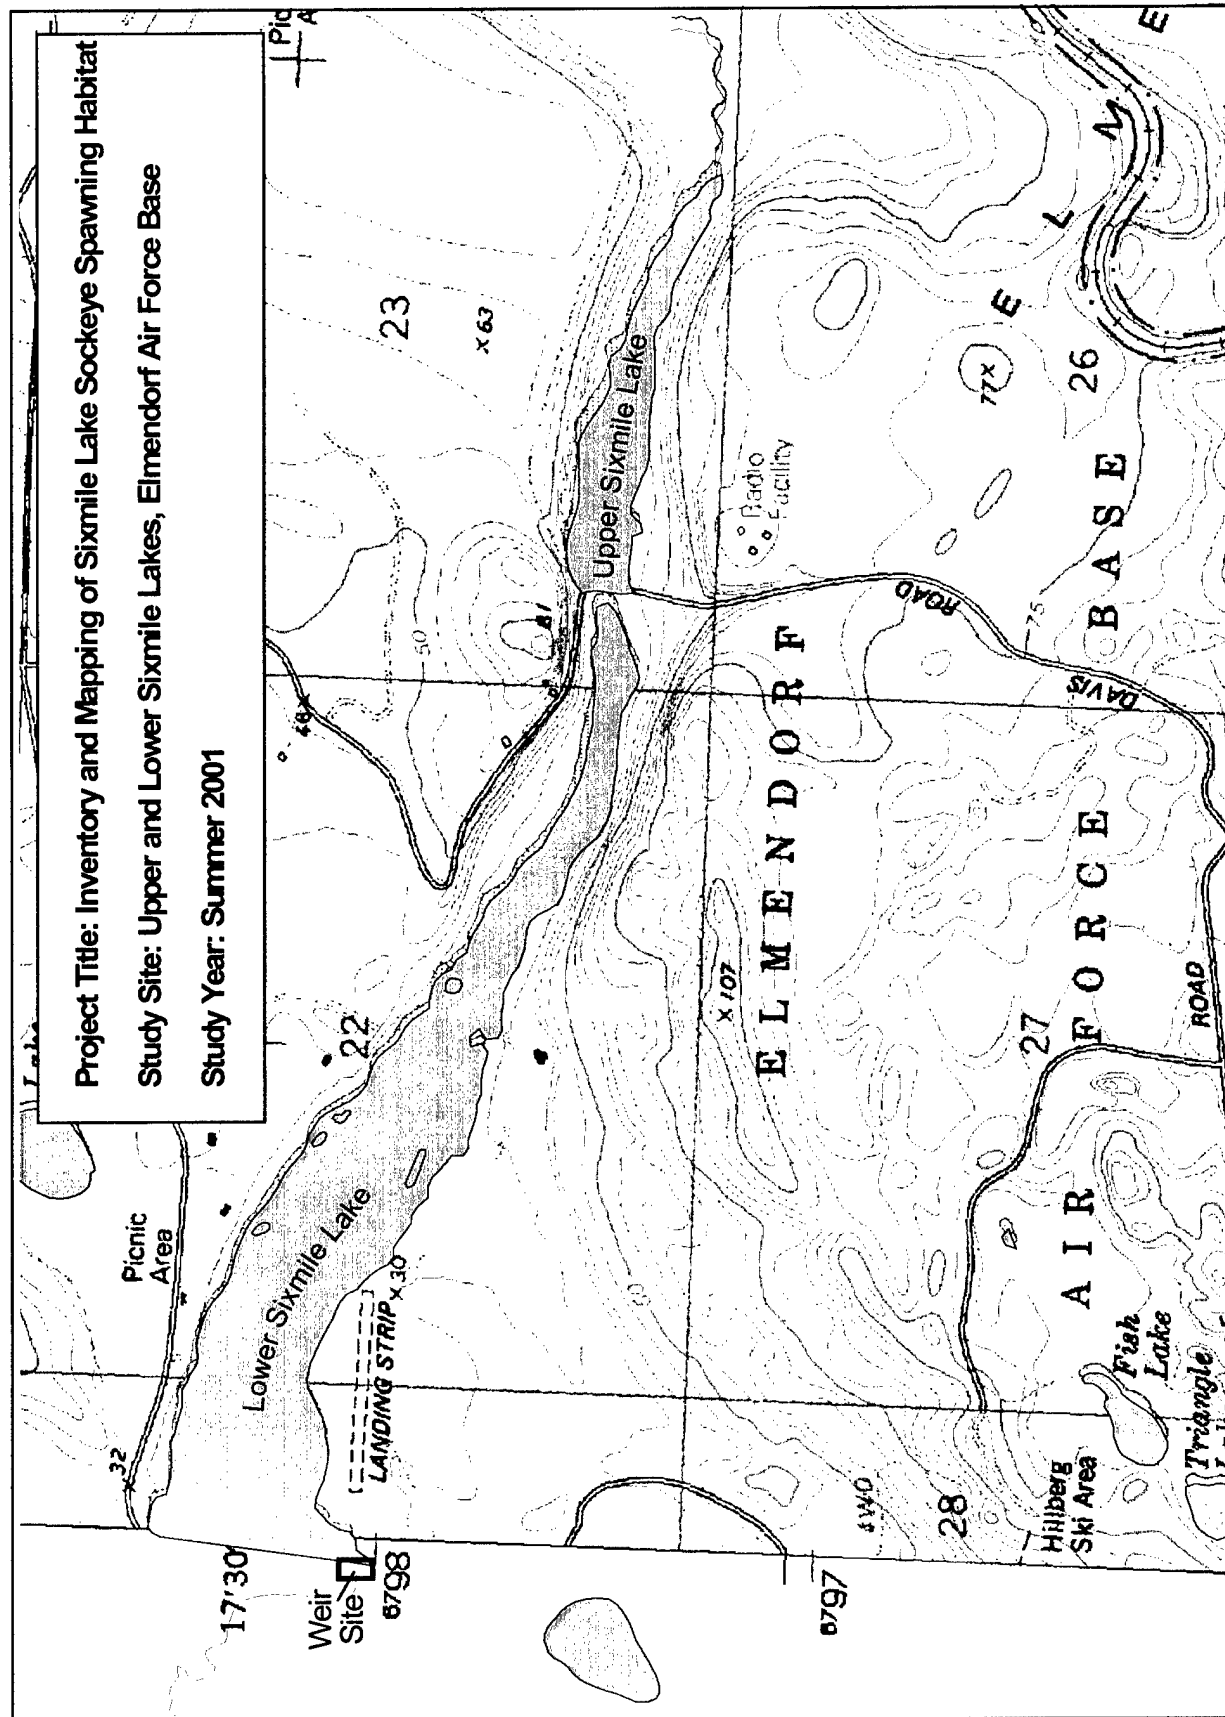 Project Title: Inventory and Mapping of Sixmile Lake Sockeye Spawning Habitat
Study Site: Upper and Lower Sixmile Lakes, Elmendorf Air Force Base
Study Year: Summer 2001
Picnic
Area
32
22
23
x 63
46
50
81
17'30
Weir
Site
6798
Lower Sixmile Lake
Upper Sixmile Lake
LANDING STRIP
x 30
Radio
Facility
x 107
ELMENDORF
77 x
26
75
ROAD
DAVIS
ELME
6797
28
27
Hillberg
Ski Area
AIR FORCE BASE
ROAD
Fish
Lake
Triangle